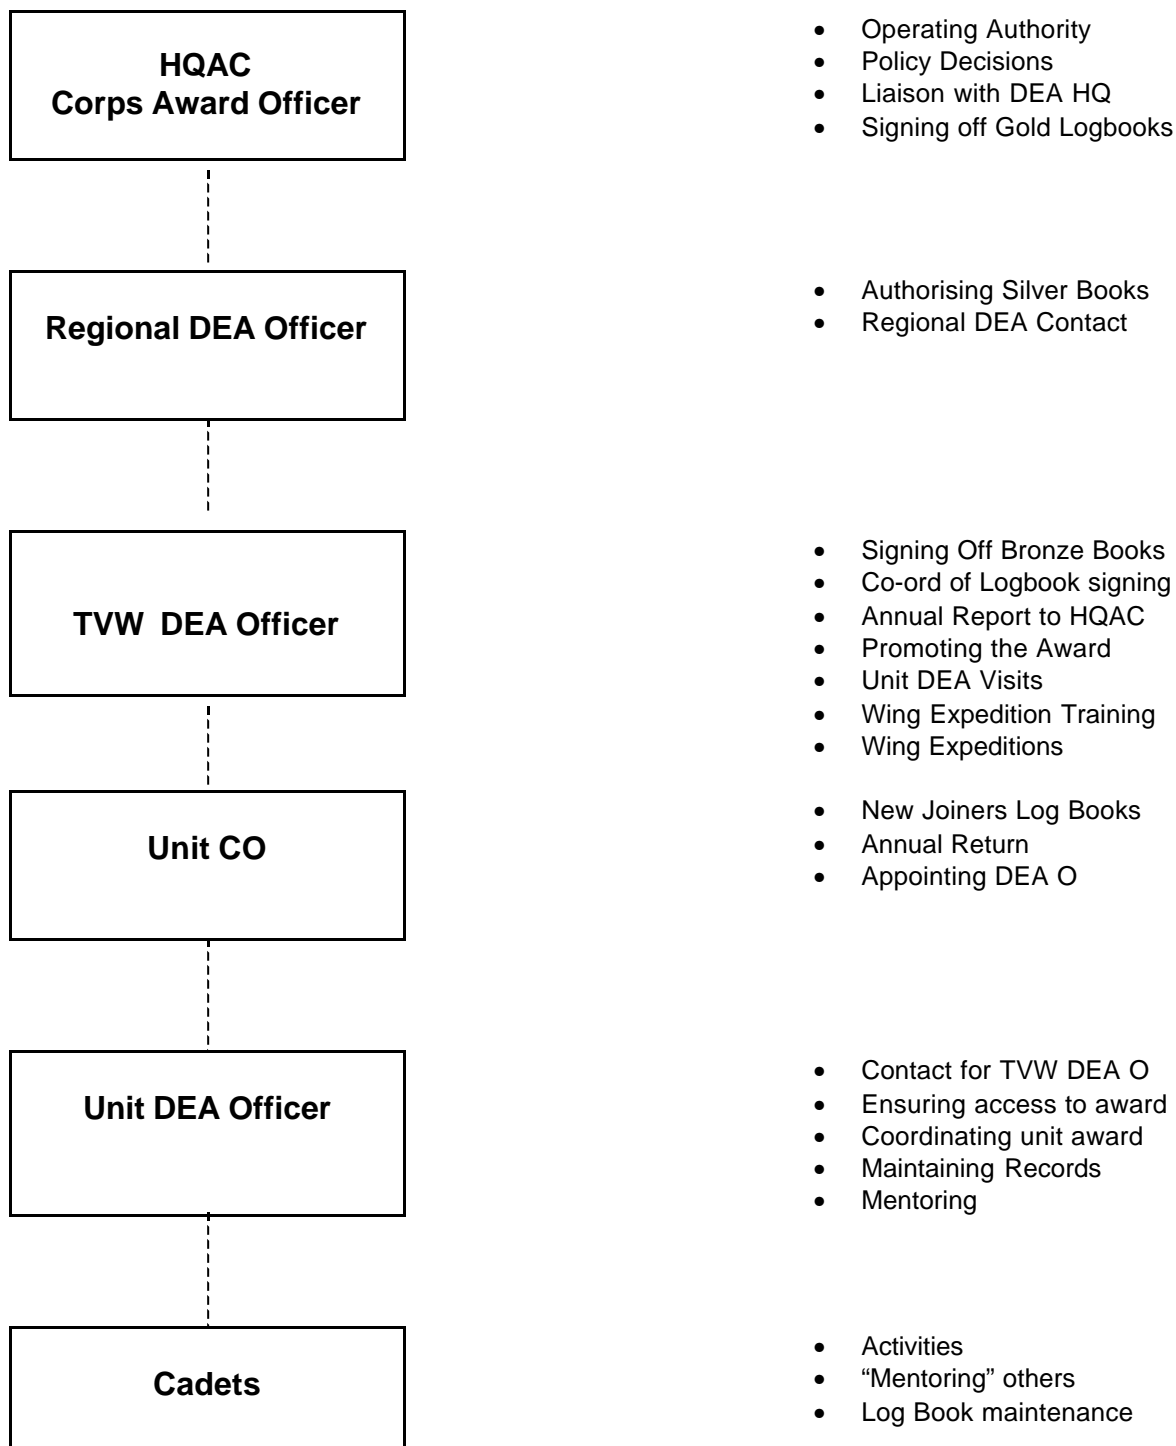 HQAC
Corps Award Officer
• Operating Authority
• Policy Decisions
• Liaison with DEA HQ
• Signing off Gold Logbooks
Regional DEA Officer
• Authorising Silver Books
• Regional DEA Contact
TVW DEA Officer
• Signing Off Bronze Books
• Co-ord of Logbook signing
• Annual Report to HQAC
• Promoting the Award
• Unit DEA Visits
• Wing Expedition Training
• Wing Expeditions
Unit CO
• New Joiners Log Books
• Annual Return
• Appointing DEA O
Unit DEA Officer
• Contact for TVW DEA O
• Ensuring access to award
• Coordinating unit award
• Maintaining Records
• Mentoring
Cadets
• Activities
• “Mentoring” others
• Log Book maintenance